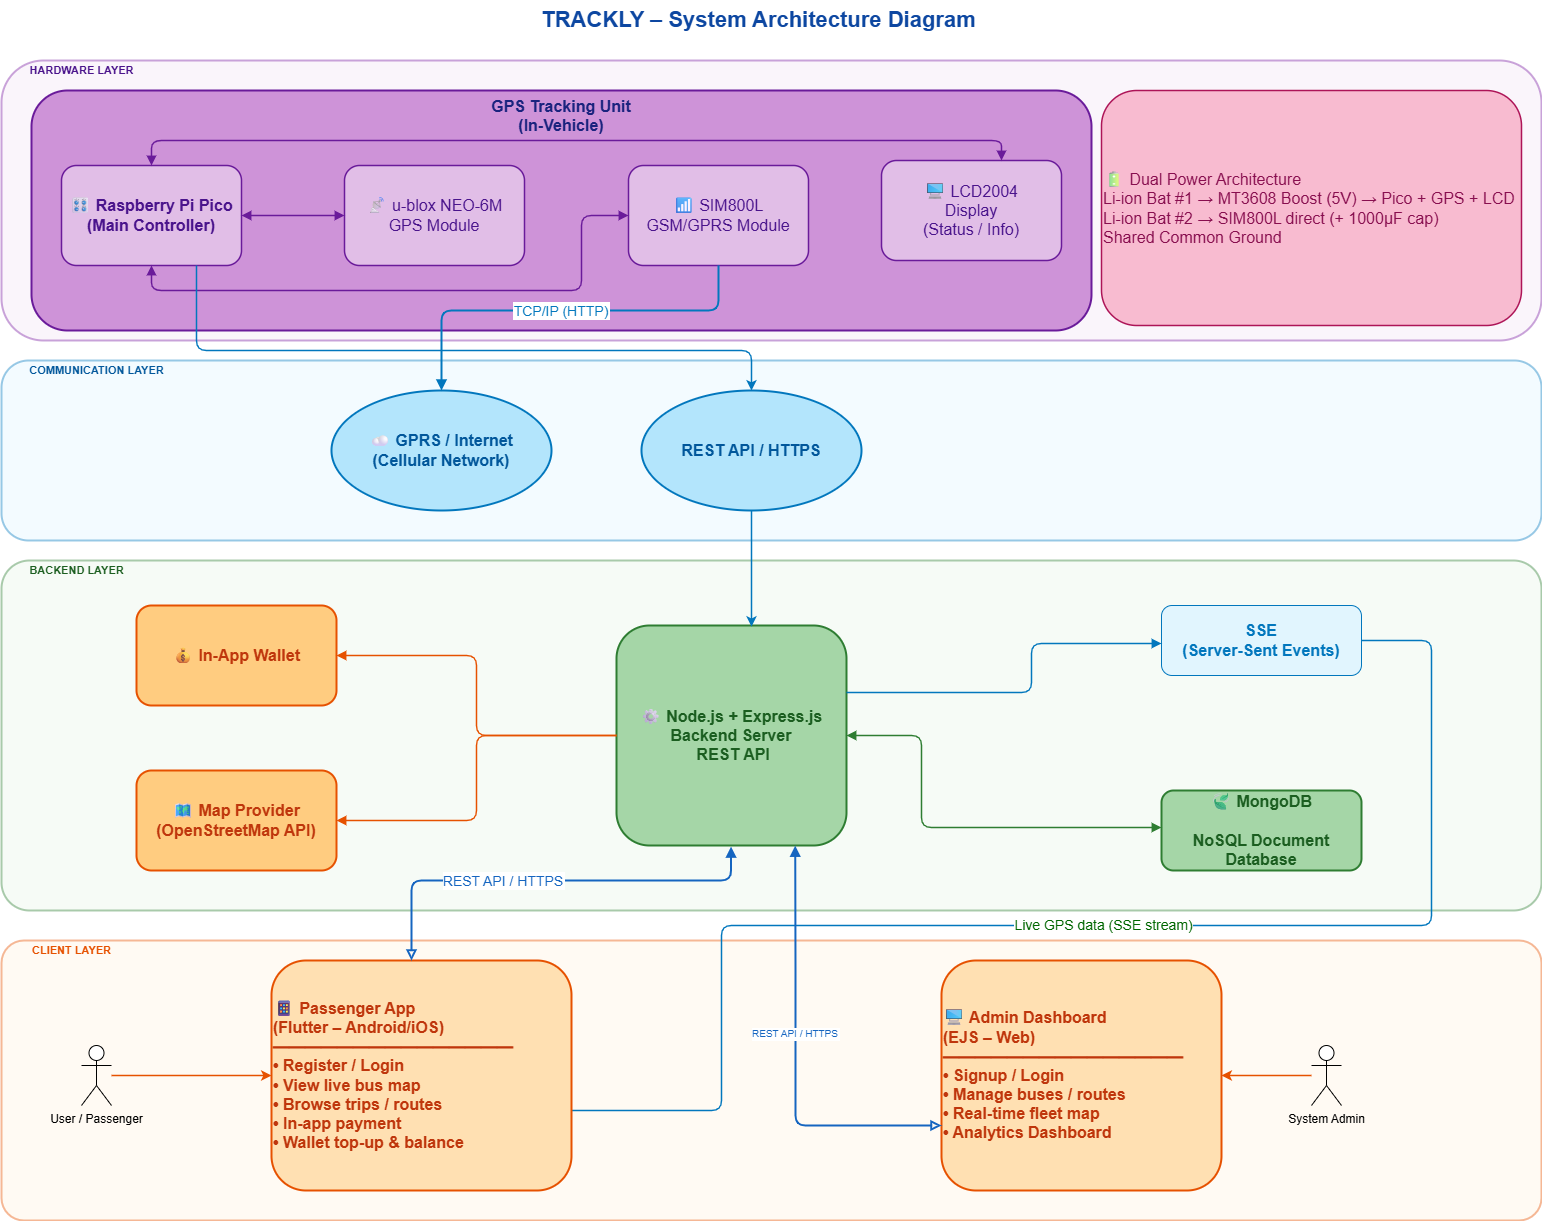 TRACKLY – System Architecture Diagram
HARDWARE LAYER
GPS Tracking Unit
(In-Vehicle)
Raspberry Pi Pico
(Main Controller)
u-blox NEO-6M
GPS Module
SIM800L
GSM/GPRS Module
LCD2004
Display
(Status / Info)
Dual Power Architecture
Li-ion Bat #1 → MT3608 Boost (5V) → Pico + GPS + LCD
Li-ion Bat #2 → SIM800L direct (+ 1000µF cap)
Shared Common Ground
TCP/IP (HTTP)
COMMUNICATION LAYER
GPRS / Internet
(Cellular Network)
REST API / HTTPS
BACKEND LAYER
In-App Wallet
Map Provider
(OpenStreetMap API)
Node.js + Express.js
Backend Server
REST API
SSE
(Server-Sent Events)
MongoDB
NoSQL Document
Database
REST API / HTTPS
Live GPS data (SSE stream)
CLIENT LAYER
User / Passenger
Passenger App
(Flutter – Android/iOS)
• Register / Login
• View live bus map
• Browse trips / routes
• In-app payment
• Wallet top-up & balance
REST API / HTTPS
Admin Dashboard
(EJS – Web)
• Signup / Login
• Manage buses / routes
• Real-time fleet map
• Analytics Dashboard
System Admin